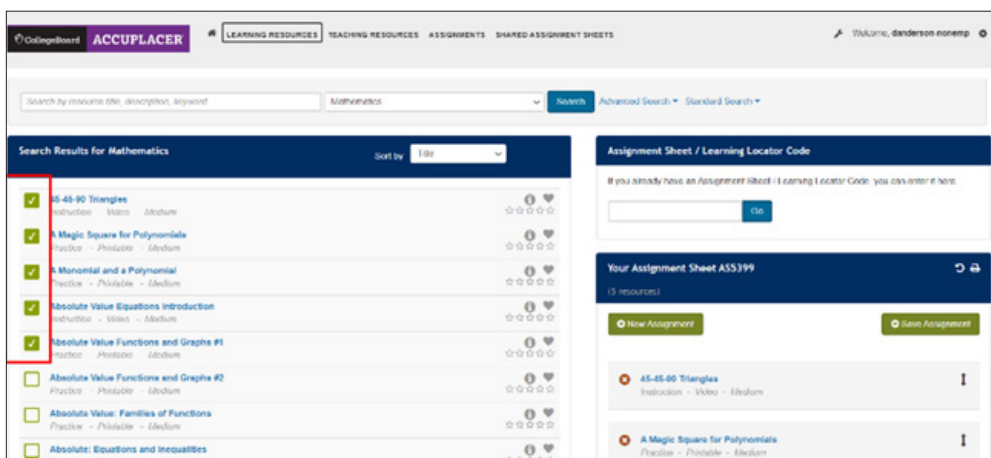 CollegeBoard ACCUPLACER LEARNING RESOURCES TEACHING RESOURCES ASSIGNMENTS SHARED ASSIGNMENT SHEETS Welcome, danderson-nonemp
Search by resource title, description, keyword Mathematics Search Advanced Search Standard Search
Search Results for Mathematics Sort by Title
45-45-90 Triangles
Instruction - Video - Medium
A Magic Square for Polynomials
Practice - Printable - Medium
A Monomial and a Polynomial
Practice - Printable - Medium
Absolute Value Equations Introduction
Instruction - Video - Medium
Absolute Value Functions and Graphs #1
Practice - Printable - Medium
Absolute Value Functions and Graphs #2
Practice - Printable - Medium
Absolute Value: Families of Functions
Practice - Printable - Medium
Absolute: Equations and Inequalities
Assignment Sheet / Learning Locator Code
If you already have an Assignment Sheet / Learning Locator Code, you can enter it here.
Go
Your Assignment Sheet AS5399
(5 resources)
New Assignment Save Assignment
45-45-90 Triangles
Instruction - Video - Medium
A Magic Square for Polynomials
Practice - Printable - Medium